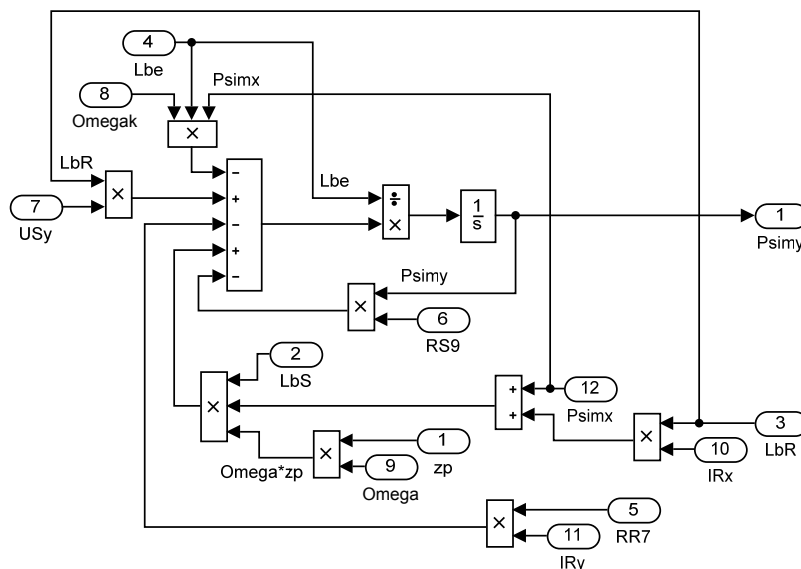 4
Lbe
Psimx
8
Omegak
×
LbR
×
7
USy
−
+
−
+
−
Lbe
÷
×
1
s
1
Psimy
Psimy
×
6
RS9
2
LbS
×
+
+
12
Psimx
3
LbR
×
10
IRx
1
zp
×
9
Omega
Omega*zp
5
RR7
×
11
IRy